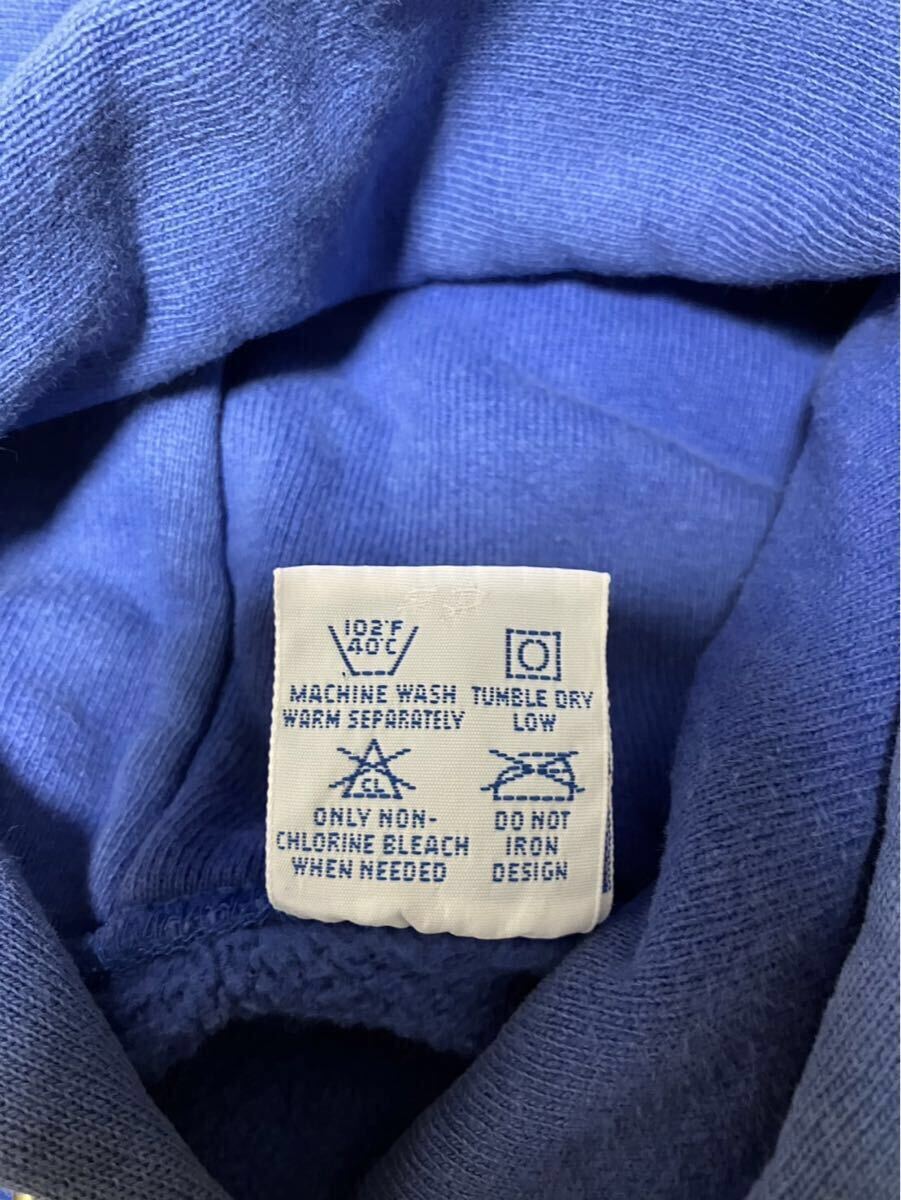 102°F
40°C
MACHINE WASH
WARM SEPARATELY
TUMBLE DRY
LOW
CL
ONLY NON-
CHLORINE BLEACH
WHEN NEEDED
DO NOT
IRON
DESIGN